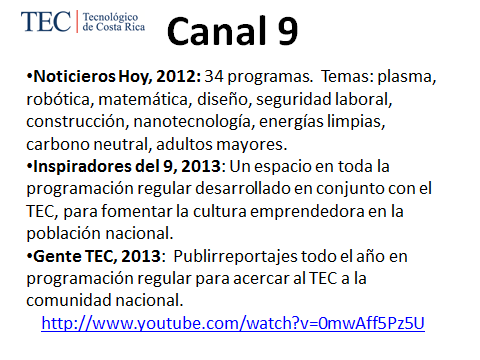 TEC | Tecnológico
de Costa Rica
Canal 9
•Noticieros Hoy, 2012: 34 programas. Temas: plasma,
robótica, matemática, diseño, seguridad laboral,
construcción, nanotecnología, energías limpias,
carbono neutral, adultos mayores.
•Inspiradores del 9, 2013: Un espacio en toda la
programación regular desarrollado en conjunto con el
TEC, para fomentar la cultura emprendedora en la
población nacional.
•Gente TEC, 2013: Publirreportajes todo el año en
programación regular para acercar al TEC a la
comunidad nacional.
http://www.youtube.com/watch?v=0mwAff5Pz5U